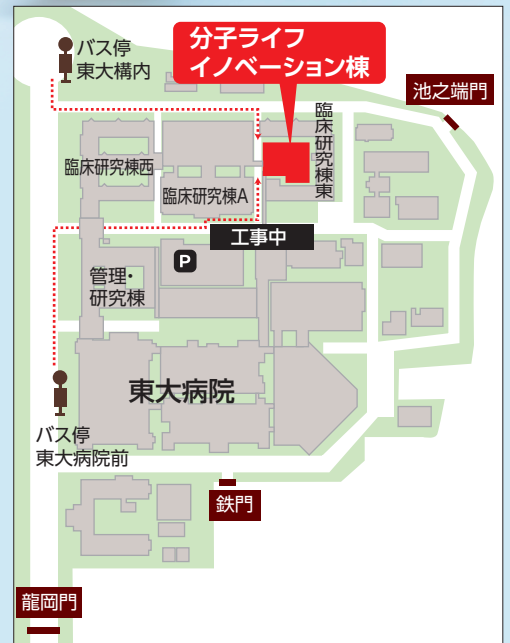 バス停
東大構内
分子ライフ
イノベーション棟
池之端門
臨床研究棟西
臨床研究棟A
臨床研究棟東
工事中
P
管理・
研究棟
東大病院
バス停
東大病院前
鉄門
龍岡門